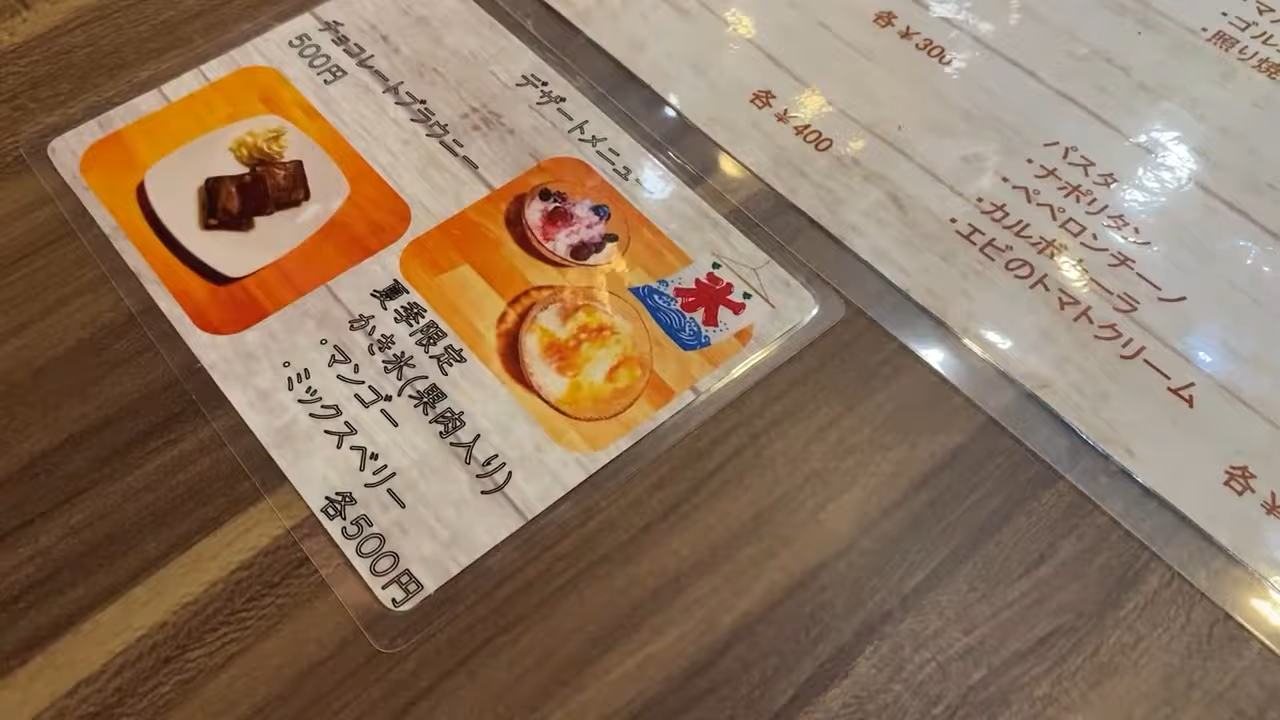 デザートメニュー
チョコレートブラウニー
500円
氷
夏季限定
かき氷(果肉入り)
・マンゴー
・ミックスベリー
各500円
各￥300
各￥400
・照り焼
パスタ
・ナポリタン
・ペペロンチーノ
・カルボナーラ
・エビのトマトクリーム
各￥